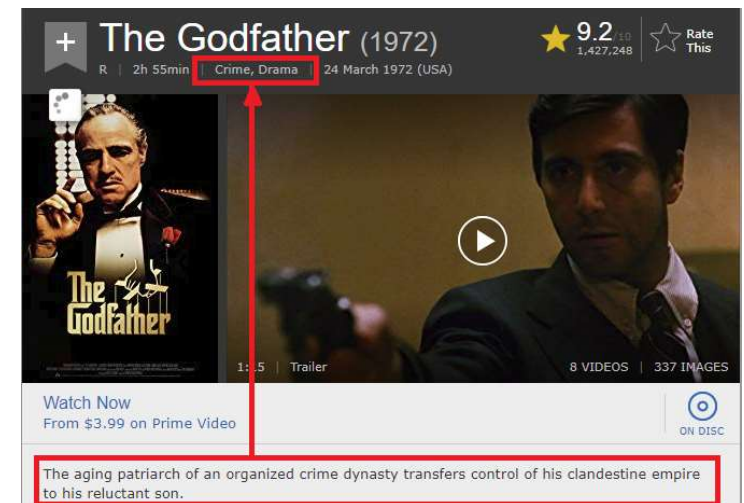 The Godfather (1972)
9.2/10
1,427,248
Rate
This
R | 2h 55min | Crime, Drama | 24 March 1972 (USA)
The
Godfather
1:15 | Trailer
8 VIDEOS | 337 IMAGES
Watch Now
From $3.99 on Prime Video
ON DISC
The aging patriarch of an organized crime dynasty transfers control of his clandestine empire
to his reluctant son.